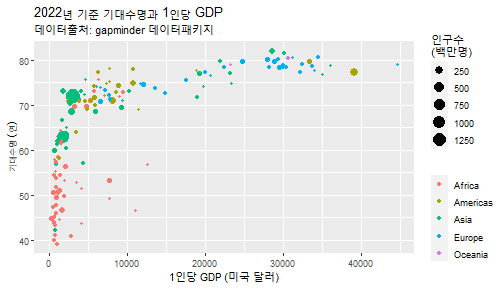 2022년 기준 기대수명과 1인당 GDP
데이터출처: gapminder 데이터패키지
기대수명 (연)
80
70
60
50
40
0
10000
20000
30000
40000
1인당 GDP (미국 달러)
인구수
(백만명)
250
500
750
1000
1250
Africa
Americas
Asia
Europe
Oceania